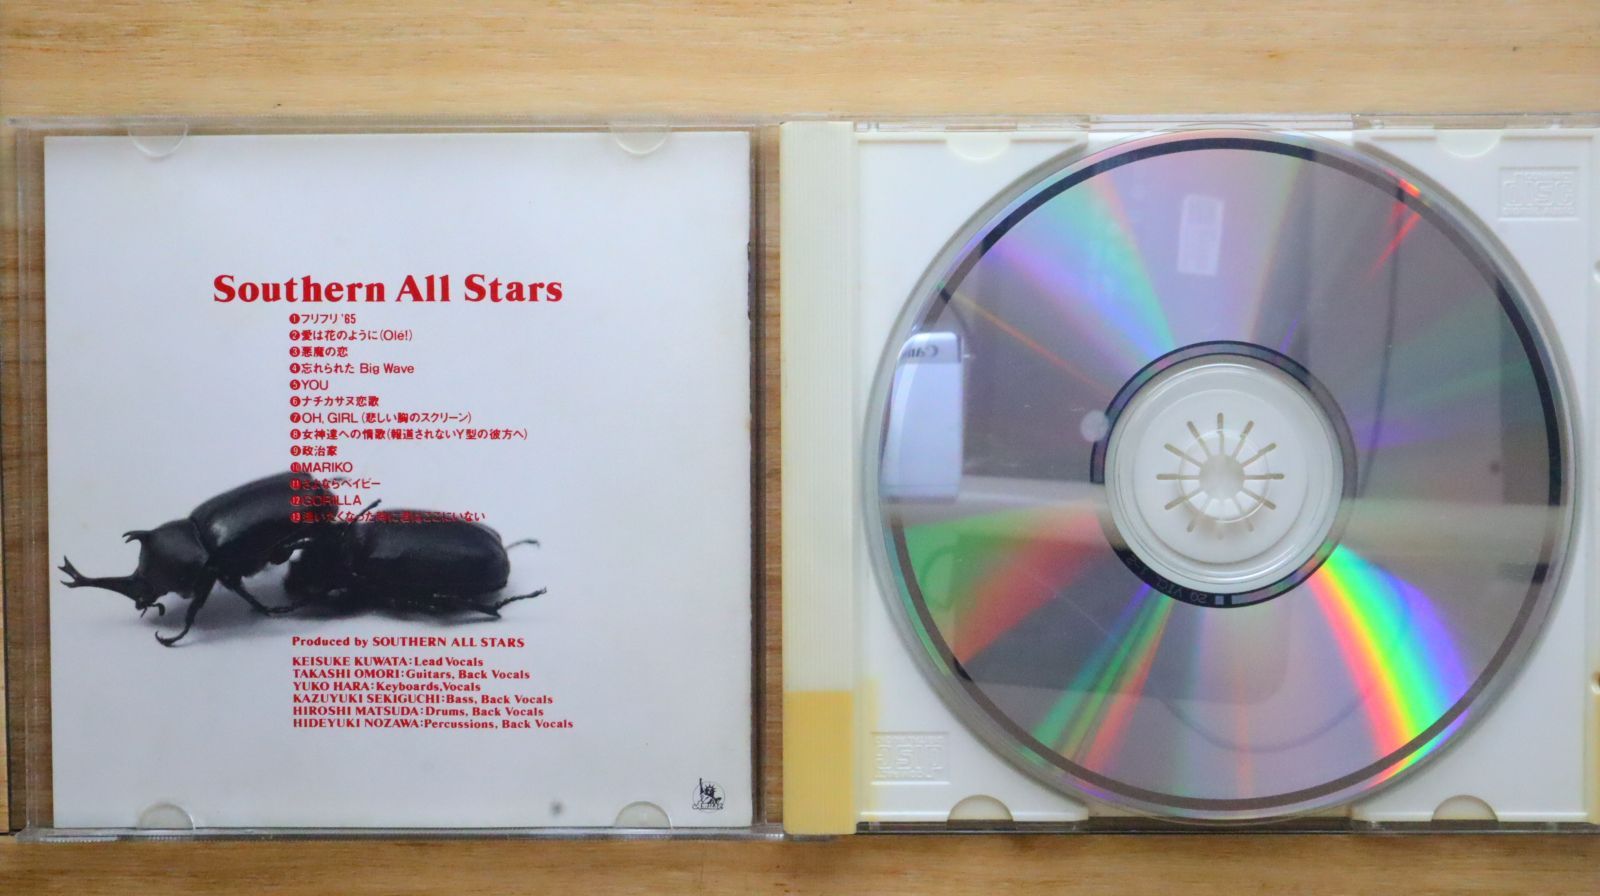 Southern All Stars
❶フリフリ '65
❷愛は花のように(Olé!)
❸悪魔の恋
❹忘れられた Big Wave
❺YOU
❻ナチカサヌ恋歌
❼OH, GIRL (悲しい胸のスクリーン)
❽女神達への情歌(報道されないY型の彼方へ)
❾政治家
❿MARIKO
⓫さよならベイビー
⓬GORILLA
⓭逢いたくなった時に君はここにいない
Produced by SOUTHERN ALL STARS
KEISUKE KUWATA:Lead Vocals
TAKASHI OMORI:Guitars, Back Vocals
YUKO HARA:Keyboards,Vocals
KAZUYUKI SEKIGUCHI:Bass, Back Vocals
HIROSHI MATSUDA:Drums, Back Vocals
HIDEYUKI NOZAWA:Percussions, Back Vocals
disc